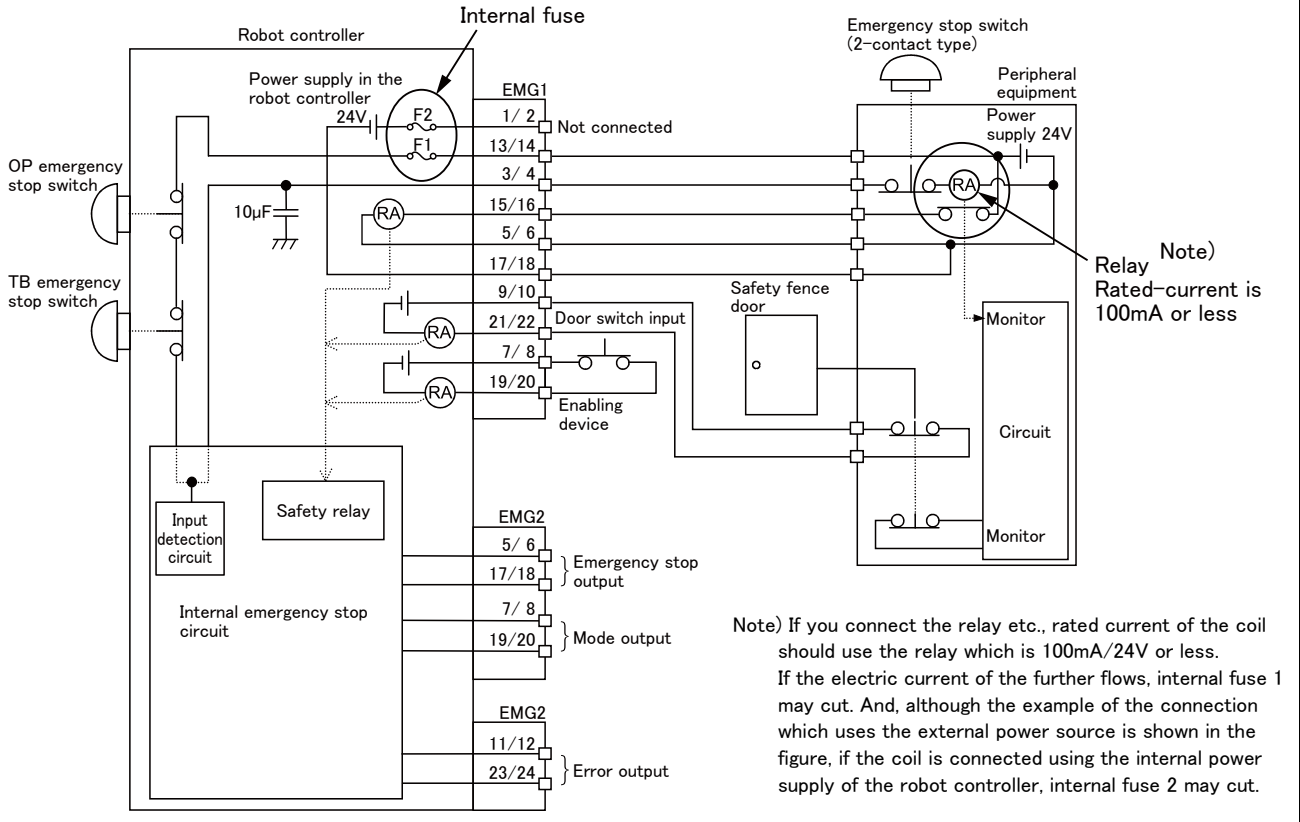 Internal fuse
Robot controller
Power supply in the
robot controller
24V
F2
F1
EMG1
1/ 2
Not connected
13/14
3/ 4
15/16
5/ 6
17/18
9/10
21/22
7/ 8
19/20
OP emergency
stop switch
10μF
RA
TB emergency
stop switch
RA
RA
Door switch input
Enabling
device
Emergency stop switch
(2-contact type)
Peripheral
equipment
Power
supply 24V
RA
Relay Note)
Rated-current is
100mA or less
Safety fence
door
Monitor
Circuit
Monitor
Input
detection
circuit
Safety relay
Internal emergency stop
circuit
EMG2
5/ 6
17/18
Emergency stop
output
7/ 8
19/20
Mode output
EMG2
11/12
23/24
Error output
Note) If you connect the relay etc., rated current of the coil
should use the relay which is 100mA/24V or less.
If the electric current of the further flows, internal fuse 1
may cut. And, although the example of the connection
which uses the external power source is shown in the
figure, if the coil is connected using the internal power
supply of the robot controller, internal fuse 2 may cut.